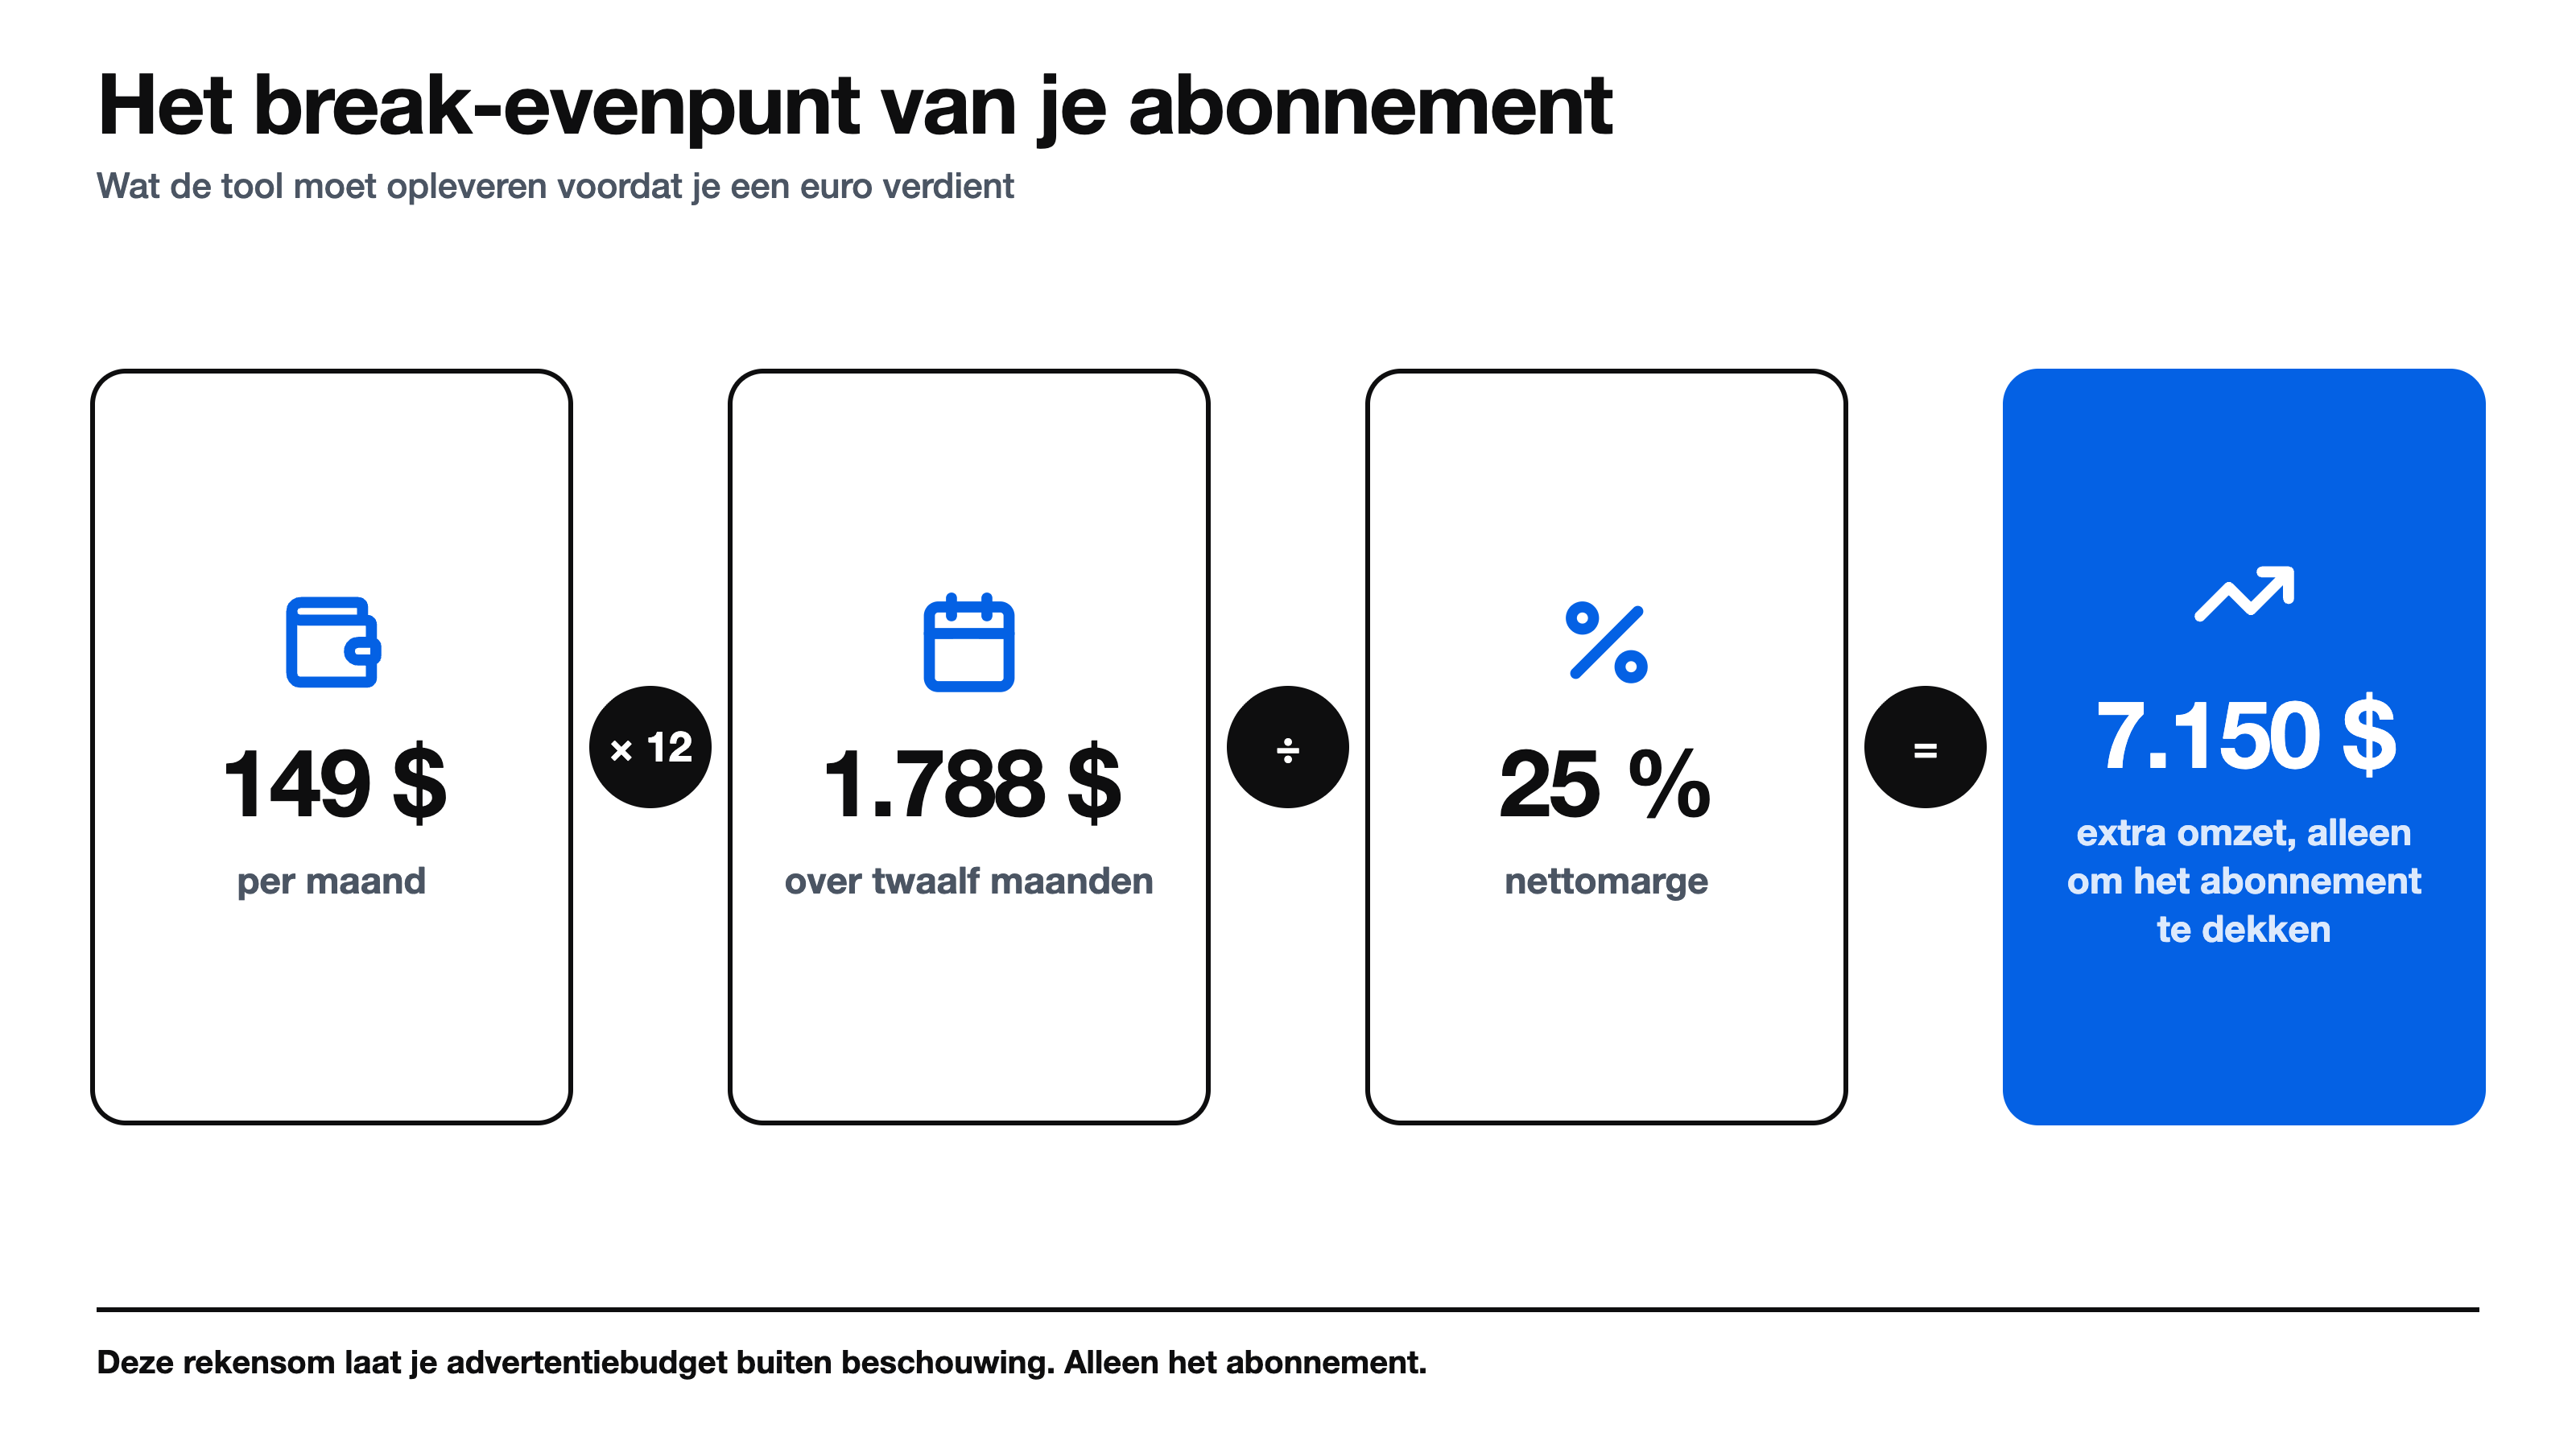 Het break-evenpunt van je abonnement
Wat de tool moet opleveren voordat je een euro verdient
149 $
per maand
× 12
1.788 $
over twaalf maanden
÷
25 %
nettomarge
=
7.150 $
extra omzet, alleen
om het abonnement
te dekken
Deze rekensom laat je advertentiebudget buiten beschouwing. Alleen het abonnement.